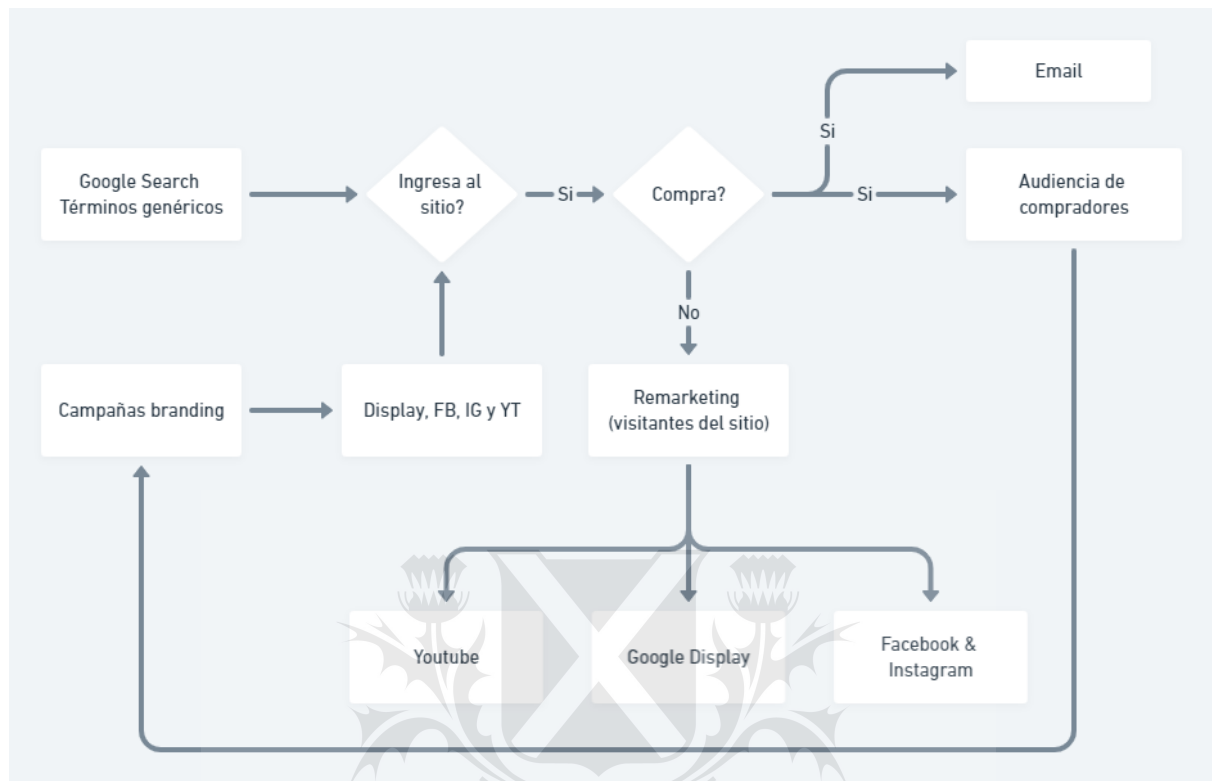 Email
Si
Google Search
Términos genéricos
Ingresa al
sitio?
Si
Compra?
Si
Audiencia de
compradores
No
Campañas branding
Display, FB, IG y YT
Remarketing
(visitantes del sitio)
Youtube
Google Display
Facebook &
Instagram